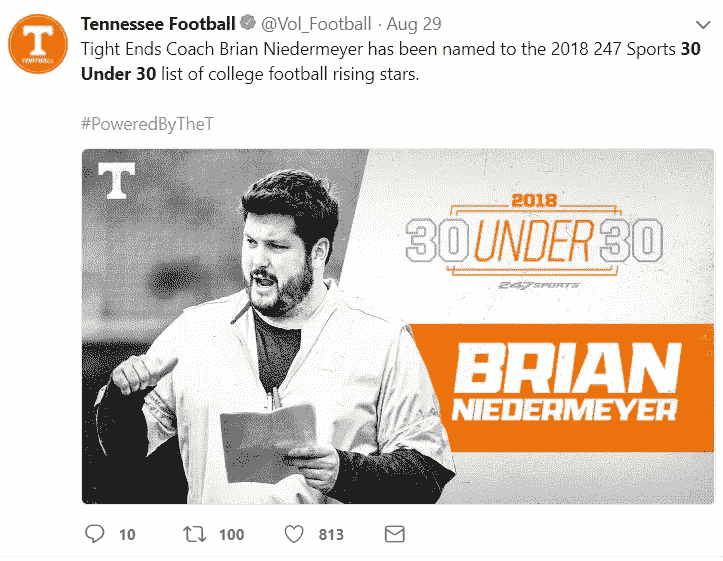 Tennessee Football @Vol_Football · Aug 29
Tight Ends Coach Brian Niedermeyer has been named to the 2018 247 Sports 30
Under 30 list of college football rising stars.
#PoweredByTheT
T
FOOTBALL
T
2018
30 UNDER 30
247SPORTS
BRIAN
NIEDERMEYER
10 100 813